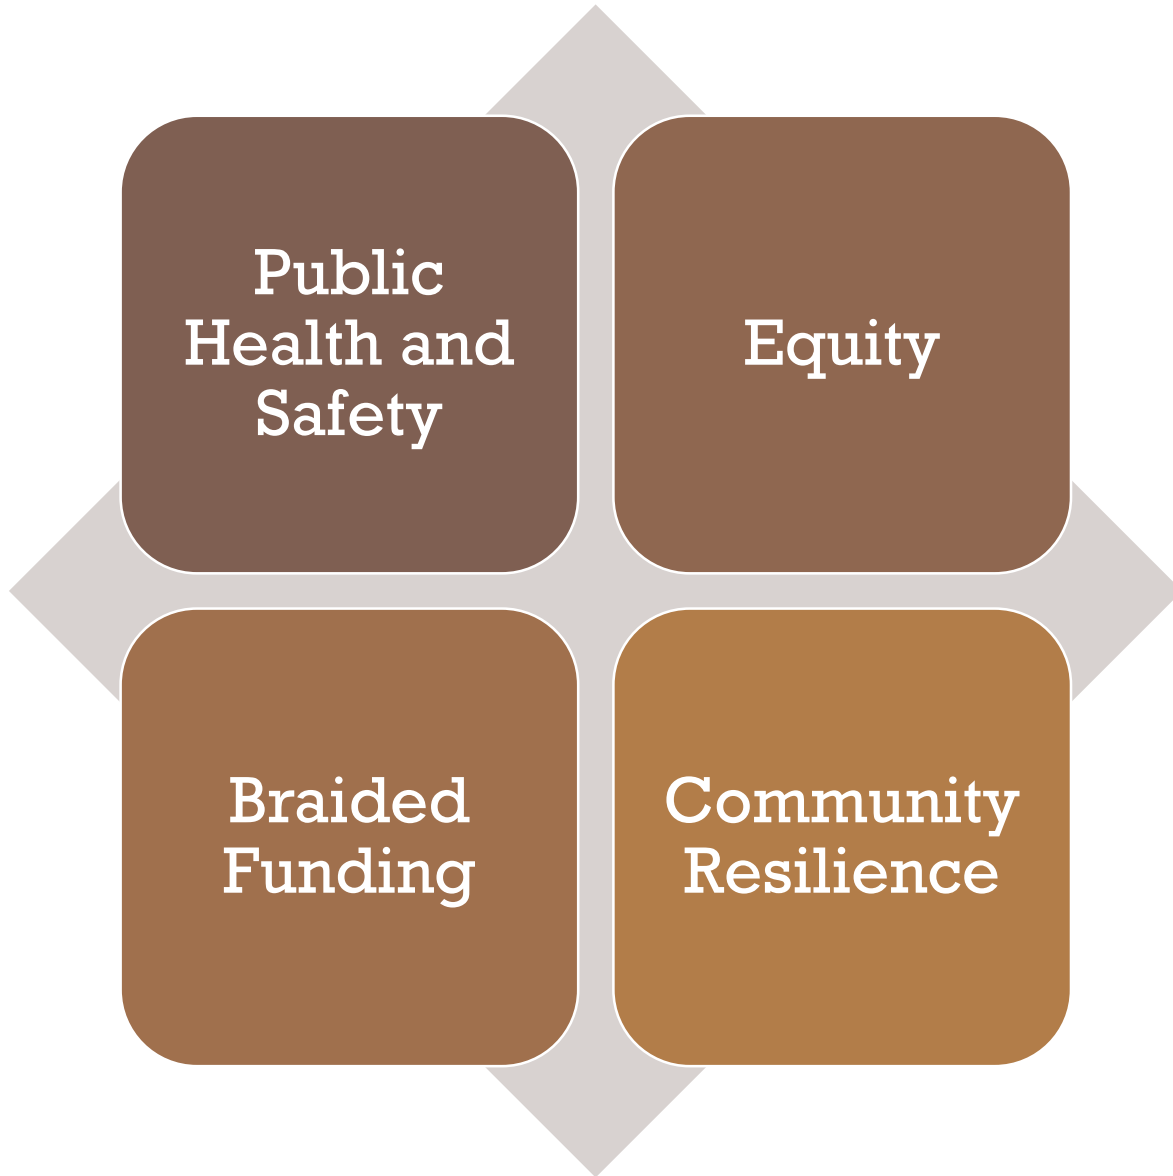 Public
Health and
Safety
Equity
Braided
Funding
Community
Resilience